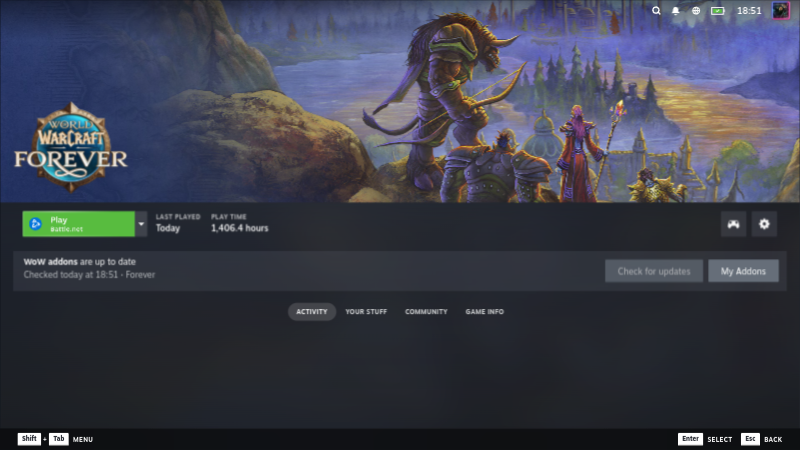 18:51
WORLD
WARCRAFT
FOREVER
Play
Battle.net
LAST PLAYED
Today
PLAY TIME
1,406.4 hours
WoW addons are up to date
Checked today at 18:51 · Forever
Check for updates
My Addons
ACTIVITY
YOUR STUFF
COMMUNITY
GAME INFO
Shift + Tab MENU
Enter SELECT
Esc BACK